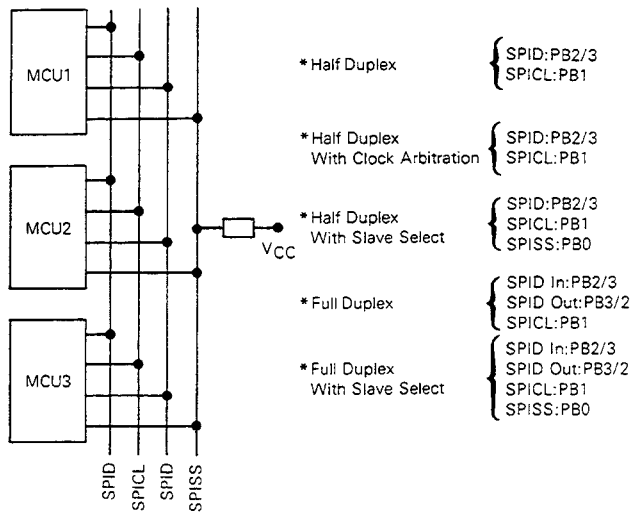 MCU1
MCU2
MCU3
SPID
SPICL
SPID
SPISS
VCC
* Half Duplex
SPID:PB2/3
SPICL:PB1
* Half Duplex
With Clock Arbitration
SPID:PB2/3
SPICL:PB1
* Half Duplex
With Slave Select
SPID:PB2/3
SPICL:PB1
SPISS:PB0
* Full Duplex
SPID In:PB2/3
SPID Out:PB3/2
SPICL:PB1
* Full Duplex
With Slave Select
SPID In:PB2/3
SPID Out:PB3/2
SPICL:PB1
SPISS:PB0